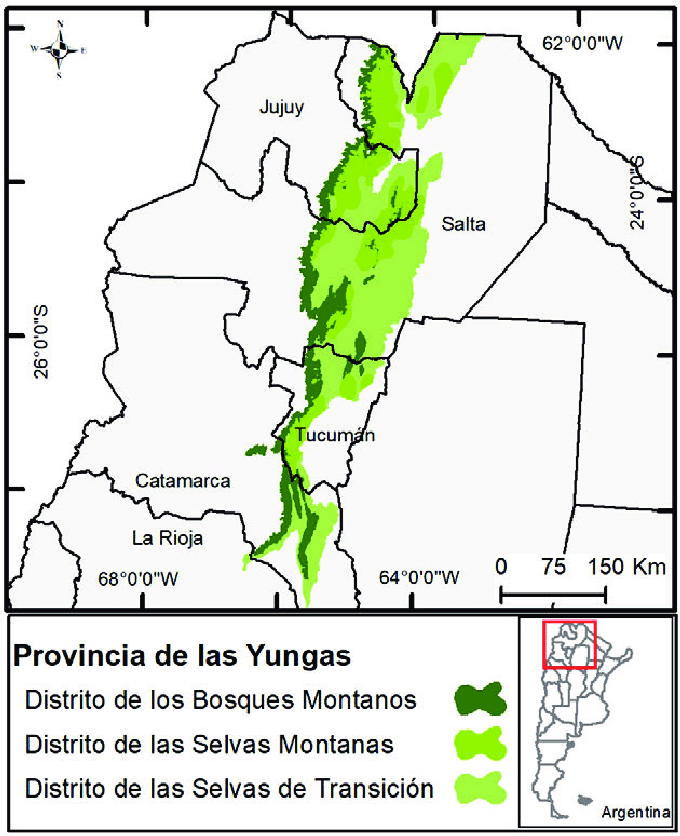 N
W E
S
62°0'0"W
Jujuy
24°0'0"S
Salta
26°0'0"S
Tucumán
Catamarca
La Rioja
68°0'0"W
64°0'0"W
0 75 150 Km
Provincia de las Yungas
Distrito de los Bosques Montanos
Distrito de las Selvas Montanas
Distrito de las Selvas de Transición
Argentina